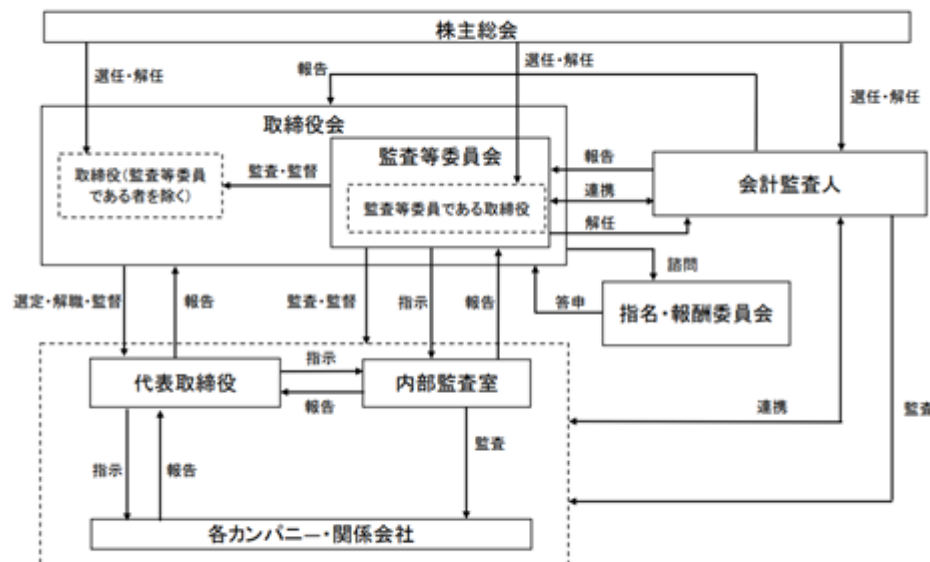 株主総会
選任・解任
報告
選任・解任
選任・解任
取締役会
監査等委員会
取締役(監査等委員
である者を除く)
監査・監督
監査等委員である取締役
報告
連携
解任
会計監査人
諮問
選定・解職・監督
報告
監査・監督
指示
報告
答申
指名・報酬委員会
代表取締役
指示
報告
内部監査室
連携
監査
指示
報告
監査
各カンパニー・関係会社